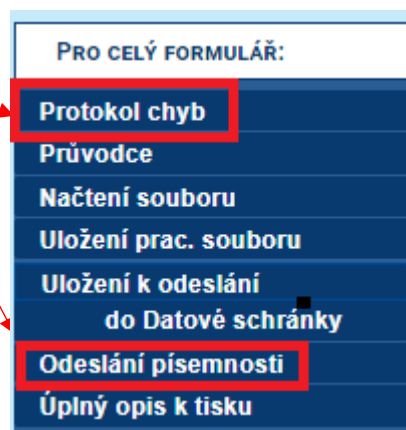 PRO CELÝ FORMULÁŘ:
Protokol chyb
Průvodce
Načtení souboru
Uložení prac. souboru
Uložení k odeslání
do Datové schránky
Odeslání písemnosti
Úplný opis k tisku